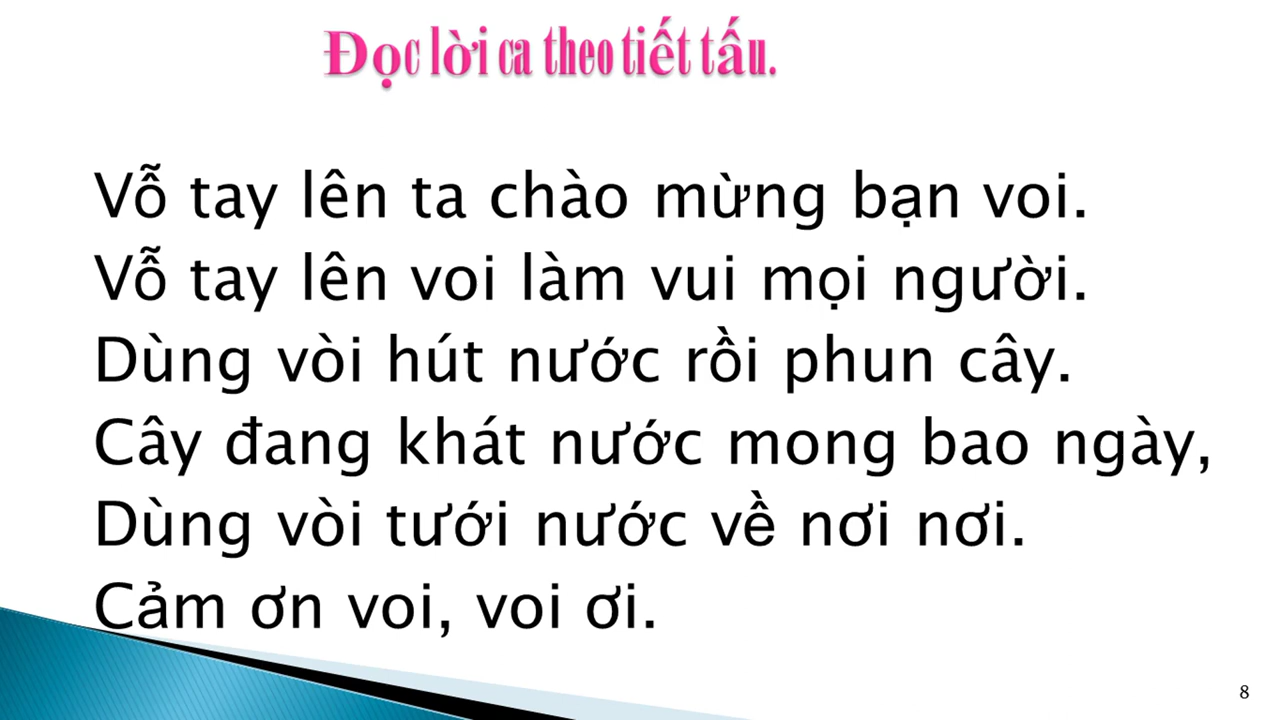 Đọc lời ca theo tiết tấu.
Vỗ tay lên ta chào mừng bạn voi.
Vỗ tay lên voi làm vui mọi người.
Dùng vòi hút nước rồi phun cây.
Cây đang khát nước mong bao ngày,
Dùng vòi tưới nước về nơi nơi.
Cảm ơn voi, voi ơi.
8